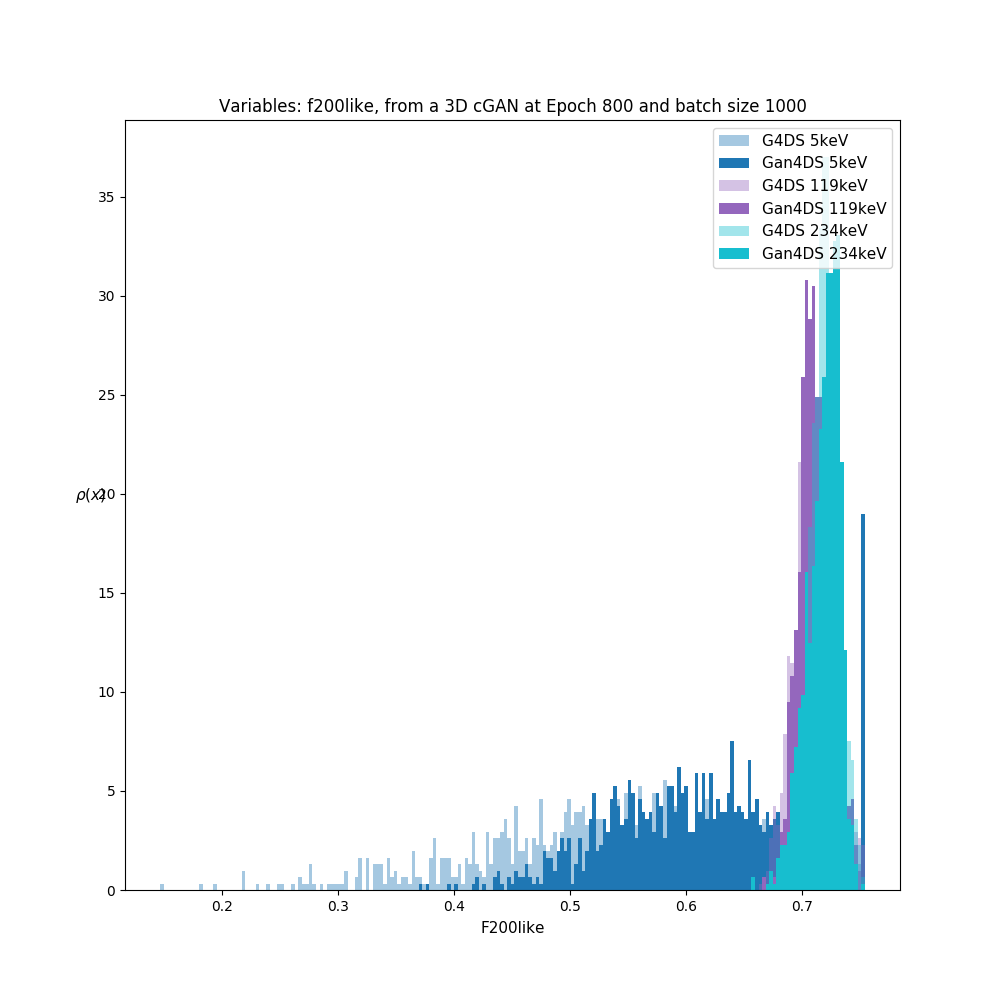 Variables: f200like, from a 3D cGAN at Epoch 800 and batch size 1000
G4DS 5keV
Gan4DS 5keV
G4DS 119keV
Gan4DS 119keV
G4DS 234keV
Gan4DS 234keV
35
30
25
ρ(x)
20
15
10
5
0
0.2 0.3 0.4 0.5 0.6 0.7
F200like